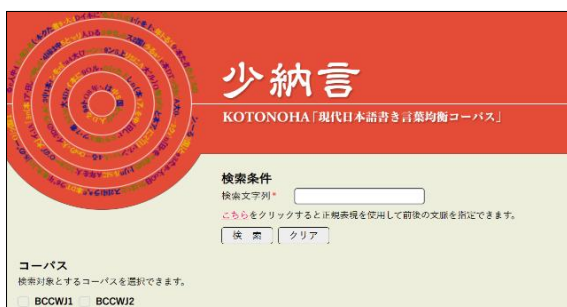 少納言
KOTONOHA「現代日本語書き言葉均衡コーパス」
検索条件
検索文字列*
こちらをクリックすると正規表現を使用して前後の文脈を指定できます。
検 索 クリア
コーパス
検索対象とするコーパスを選択できます。
BCCWJ1 BCCWJ2